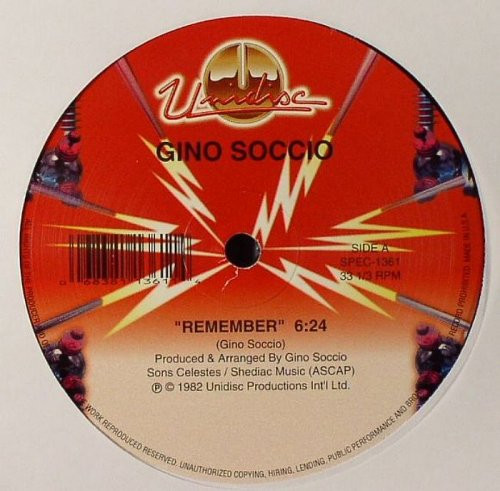 Unidisc
GINO SOCCIO
SIDE A
SPEC-1361
33 1/3 RPM
"REMEMBER" 6:24
(Gino Soccio)
Produced & Arranged By Gino Soccio
Sons Celestes / Shediac Music (ASCAP)
℗ © 1982 Unidisc Productions Int'l Ltd.
WORK REPRODUCED RESERVED. UNAUTHORIZED COPYING, HIRING, LENDING, PUBLIC PERFORMANCE AND
RECORD PROHIBITED. MADE IN U.S.A.